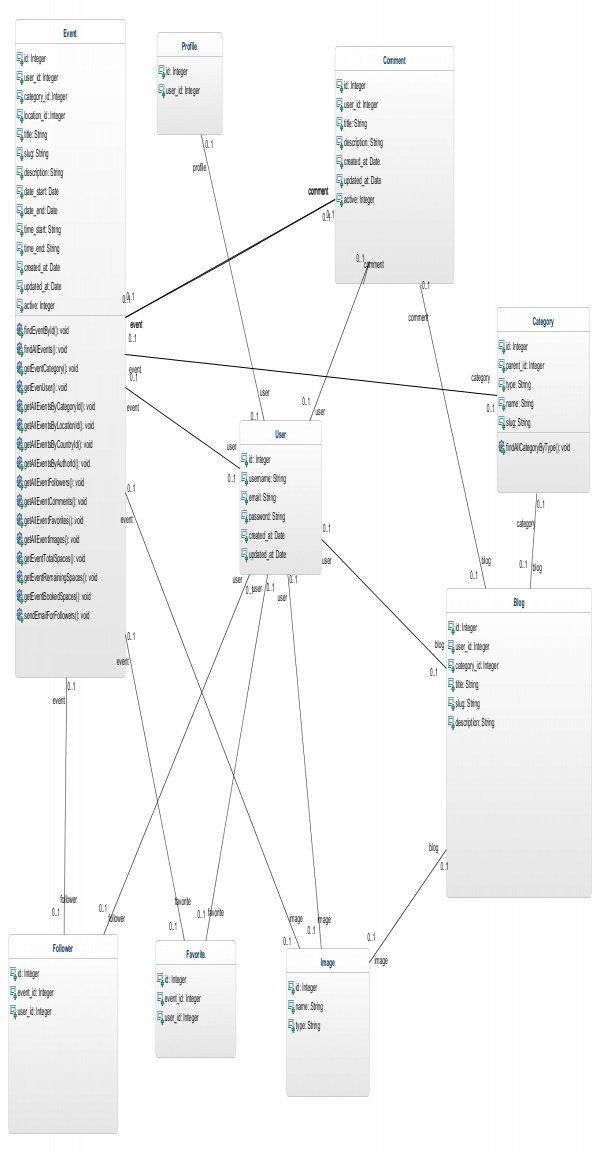 Event
id: Integer
user_id: Integer
category_id: Integer
location_id: Integer
title: String
slug: String
description: String
date_start: Date
date_end: Date
time_start: String
time_end: String
created_at: Date
updated_at: Date
active: Integer
findEventById(): void
findAllEvents(): void
getEventCategory(): void
getEvenUser(): void
getAllEventsByCategoryId(): void
getAllEventsByLocationId(): void
getAllEventsByCountryId(): void
getAllEventsByAuthorId(): void
getAllEventFollowers(): void
getAllEventComments(): void
getAllEventFavorites(): void
getAllEventImages(): void
getEventTotalSpaces(): void
getEventRemainingSpaces(): void
getEventBookedSpaces(): void
sendEmailForFollowers(): void
Profile
id: Integer
user_id: Integer
0..1
profile
Comment
id: Integer
user_id: Integer
title: String
description: String
created_at: Date
updated_at: Date
active: Integer
comment
0..1
0..1
comment
0..1
comment
0..1
event
0..1
event
0..1
event
0..1
event
0..1
event
0..1
event
Category
id: Integer
parent_id: Integer
type: String
name: String
slug: String
findAllCategoryByType(): void
category
0..1
0..1
category
user
0..1
0..1
user
user
0..1
User
id: Integer
username: String
email: String
password: String
created_at: Date
updated_at: Date
0..1
user
user
0..1
user
0..1
0..1
user
blog
0..1
0..1
blog
blog
0..1
Blog
id: Integer
user_id: Integer
category_id: Integer
title: String
slug: String
description: String
blog
0..1
follower
0..1
0..1
follower
favorite
0..1
0..1
favorite
image
0..1
image
0..1
0..1
image
Follower
id: Integer
event_id: Integer
user_id: Integer
Favorite
id: Integer
event_id: Integer
user_id: Integer
Image
id: Integer
name: String
type: String